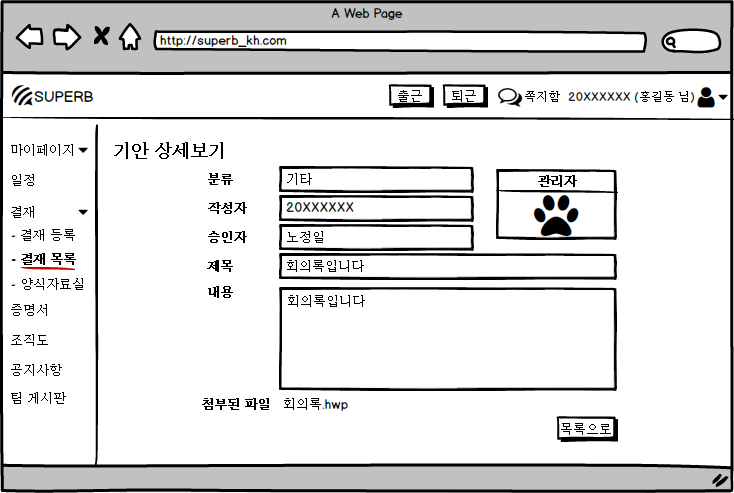 A Web Page
http://superb_kh.com
SUPERB
출근 퇴근 쪽지함 20XXXXXX (홍길동 님)
마이페이지
일정
결재
- 결재 등록
- 결재 목록
- 양식자료실
증명서
조직도
공지사항
팀 게시판
기안 상세보기
분류 기타
작성자 20XXXXXX
승인자 노정일
제목 회의록입니다
내용 회의록입니다
관리자
첨부된 파일 회의록.hwp
목록으로